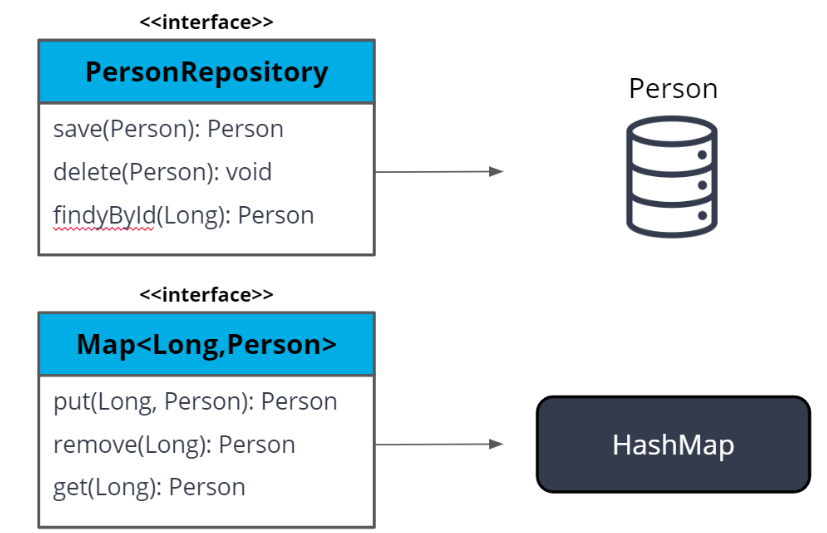 <<interface>>
PersonRepository
save(Person): Person
delete(Person): void
findyById(Long): Person
Person
<<interface>>
Map<Long,Person>
put(Long, Person): Person
remove(Long): Person
get(Long): Person
HashMap